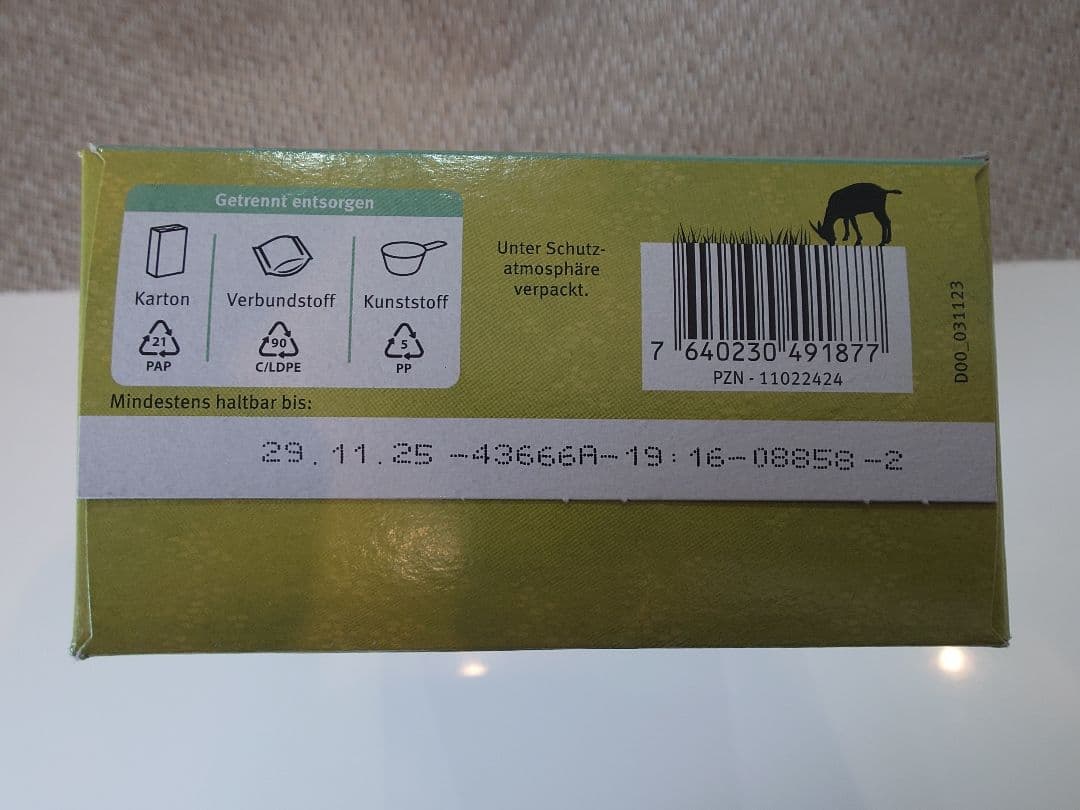 Getrennt entsorgen
Karton
Verbundstoff
Kunststoff
21
PAP
90
C/LDPE
5
PP
Unter Schutz-
atmosphäre
verpackt.
7 640230 491877
PZN - 11022424
D00_031123
Mindestens haltbar bis:
29.11.25 -43666A-19:16-08858-2